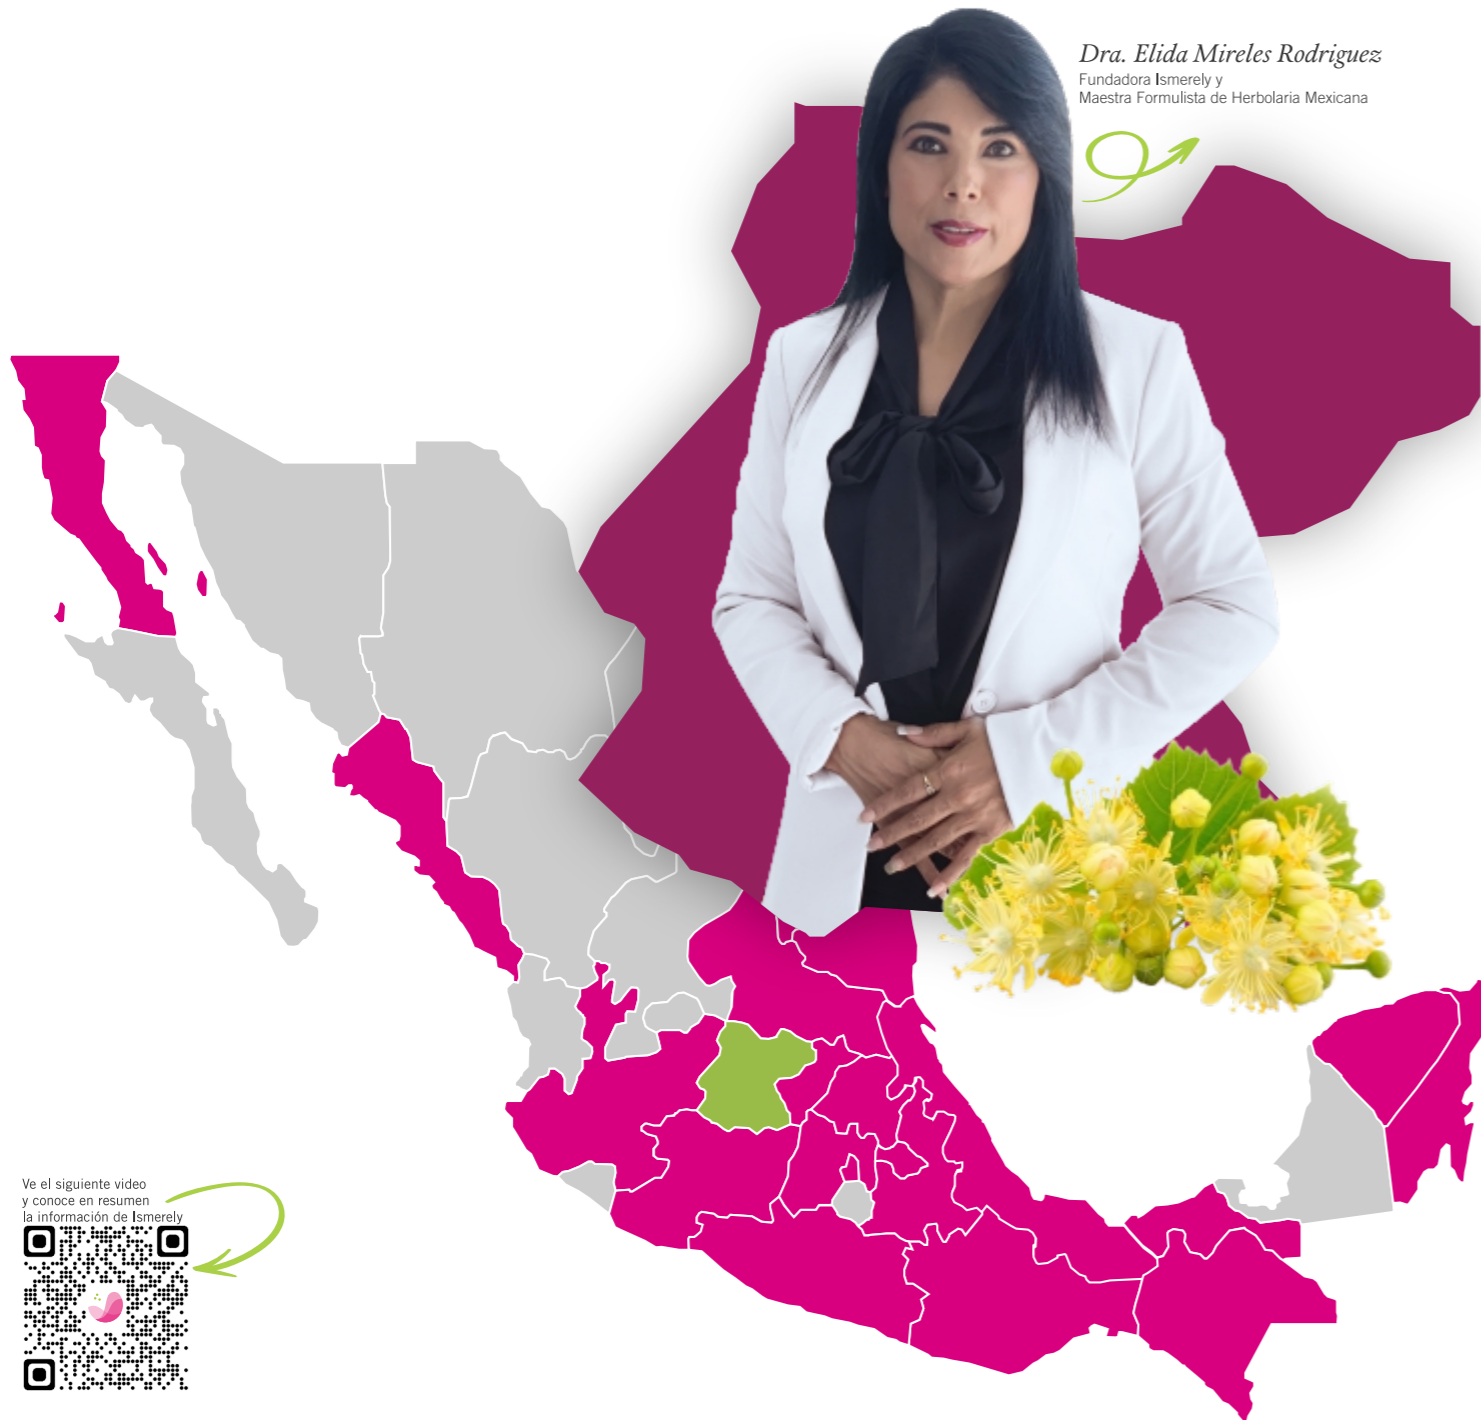 Dra. Elida Mireles Rodriguez
Fundadora Ismerely y
Maestra Formulista de Herbolaria Mexicana
Ve el siguiente video
y conoce en resumen
la información de Ismerely